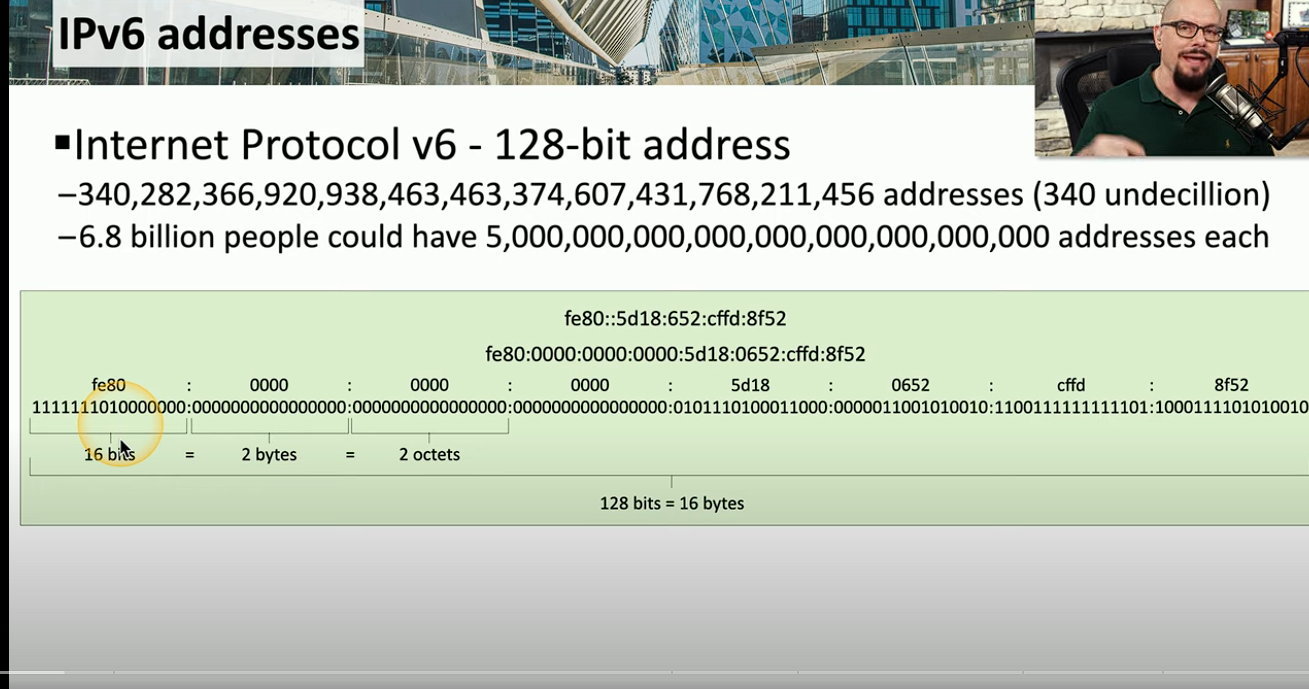 IPv6 addresses
▪Internet Protocol v6 - 128-bit address
–340,282,366,920,938,463,463,374,607,431,768,211,456 addresses (340 undecillion)
–6.8 billion people could have 5,000,000,000,000,000,000,000,000,000 addresses each
fe80::5d18:652:cffd:8f52
fe80:0000:0000:0000:5d18:0652:cffd:8f52
fe80 : 0000 : 0000 : 0000 : 5d18 : 0652 : cffd : 8f52
1111111010000000:0000000000000000:0000000000000000:0000000000000000:0101110100011000:0000011001010010:1100111111111101:1000111101010010
16 bits = 2 bytes = 2 octets
128 bits = 16 bytes